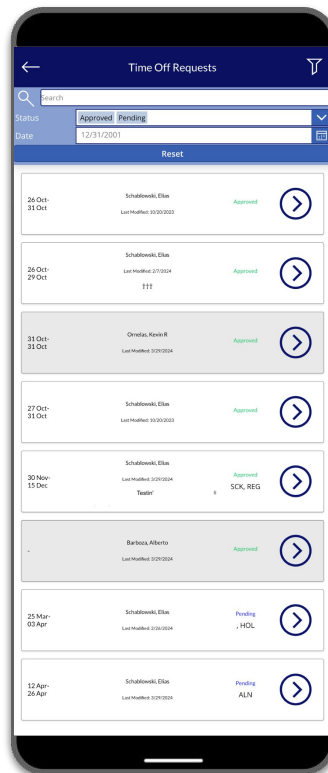 Time Off Requests
Search
Status Approved Pending
Date 12/31/2001
Reset
26 Oct-
31 Oct
Schablowski, Elias
Last Modified: 10/20/2023
Approved
26 Oct-
29 Oct
Schablowski, Elias
Last Modified: 2/7/2024
†††
Approved
31 Oct-
31 Oct
Ornelas, Kevin R
Last Modified: 3/29/2024
Approved
27 Oct-
31 Oct
Schablowski, Elias
Last Modified: 10/20/2023
Approved
30 Nov-
15 Dec
Schablowski, Elias
Last Modified: 3/29/2024
Testin'
Approved
SCK, REG
-
Barboza, Alberto
Last Modified: 3/29/2024
Approved
25 Mar-
03 Apr
Schablowski, Elias
Last Modified: 2/26/2024
Pending
, HOL
12 Apr-
26 Apr
Schablowski, Elias
Last Modified: 3/29/2024
Pending
ALN